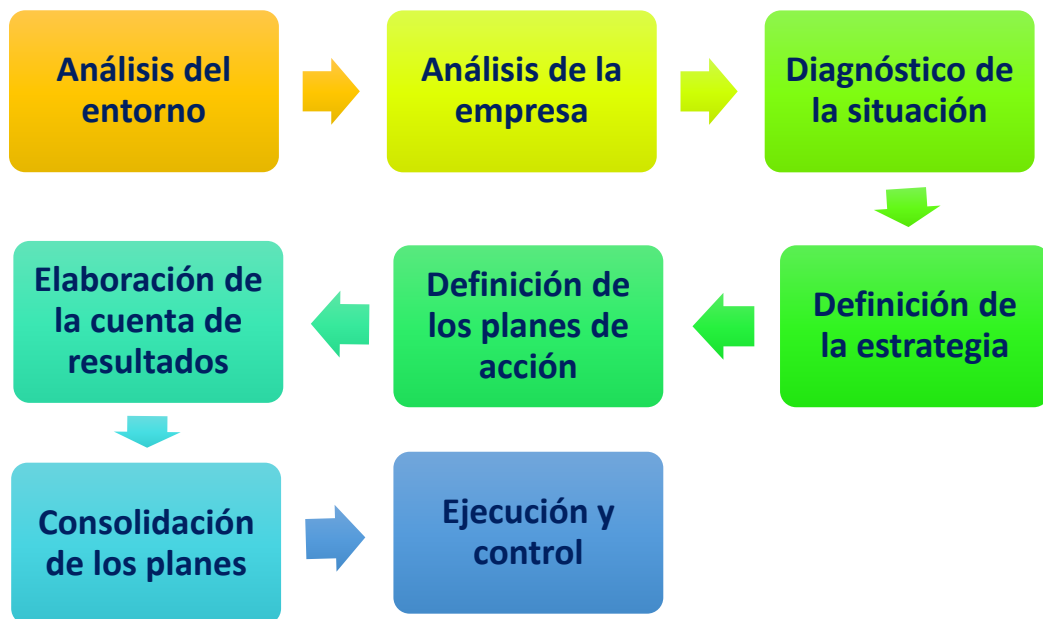 Análisis del
entorno
Análisis de la
empresa
Diagnóstico de
la situación
Definición de
la estrategia
Definición de
los planes de
acción
Elaboración de
la cuenta de
resultados
Consolidación
de los planes
Ejecución y
control